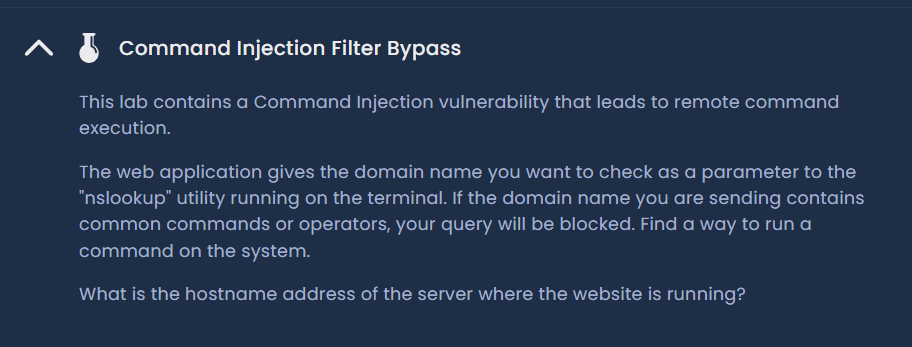 Command Injection Filter Bypass
This lab contains a Command Injection vulnerability that leads to remote command
execution.
The web application gives the domain name you want to check as a parameter to the
"nslookup" utility running on the terminal. If the domain name you are sending contains
common commands or operators, your query will be blocked. Find a way to run a
command on the system.
What is the hostname address of the server where the website is running?